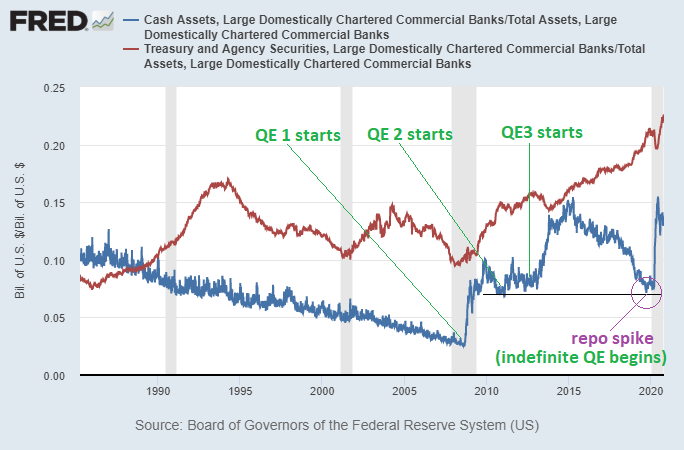 FRED
Cash Assets, Large Domestically Chartered Commercial Banks/Total Assets, Large
Domestically Chartered Commercial Banks
Treasury and Agency Securities, Large Domestically Chartered Commercial Banks/Total
Assets, Large Domestically Chartered Commercial Banks
0.25
0.20
0.15
0.10
0.05
0.00
Bil. of U.S. $/Bil. of U.S. $
QE 1 starts
QE 2 starts
QE3 starts
repo spike
(indefinite QE begins)
1990
1995
2000
2005
2010
2015
2020
Source: Board of Governors of the Federal Reserve System (US)